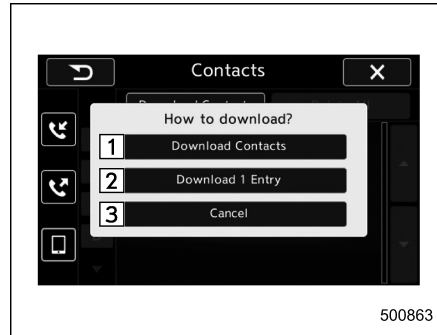 Contacts
How to download?
1 Download Contacts
2 Download 1 Entry
3 Cancel
500863